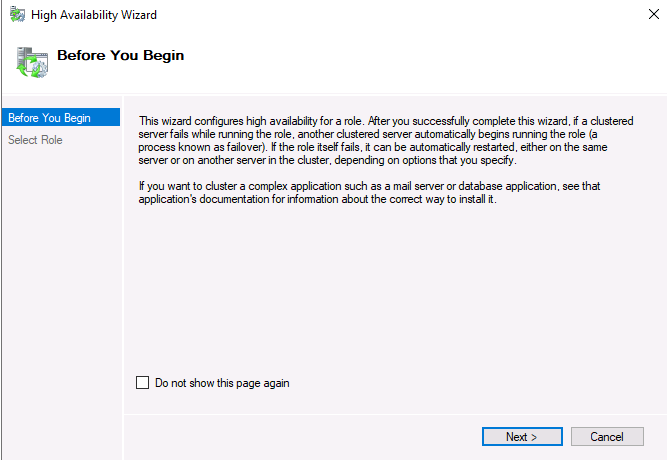 High Availability Wizard
Before You Begin
Before You Begin
Select Role
This wizard configures high availability for a role. After you successfully complete this wizard, if a clustered
server fails while running the role, another clustered server automatically begins running the role (a
process known as failover). If the role itself fails, it can be automatically restarted, either on the same
server or on another server in the cluster, depending on options that you specify.
If you want to cluster a complex application such as a mail server or database application, see that
application's documentation for information about the correct way to install it.
Do not show this page again
Next >
Cancel